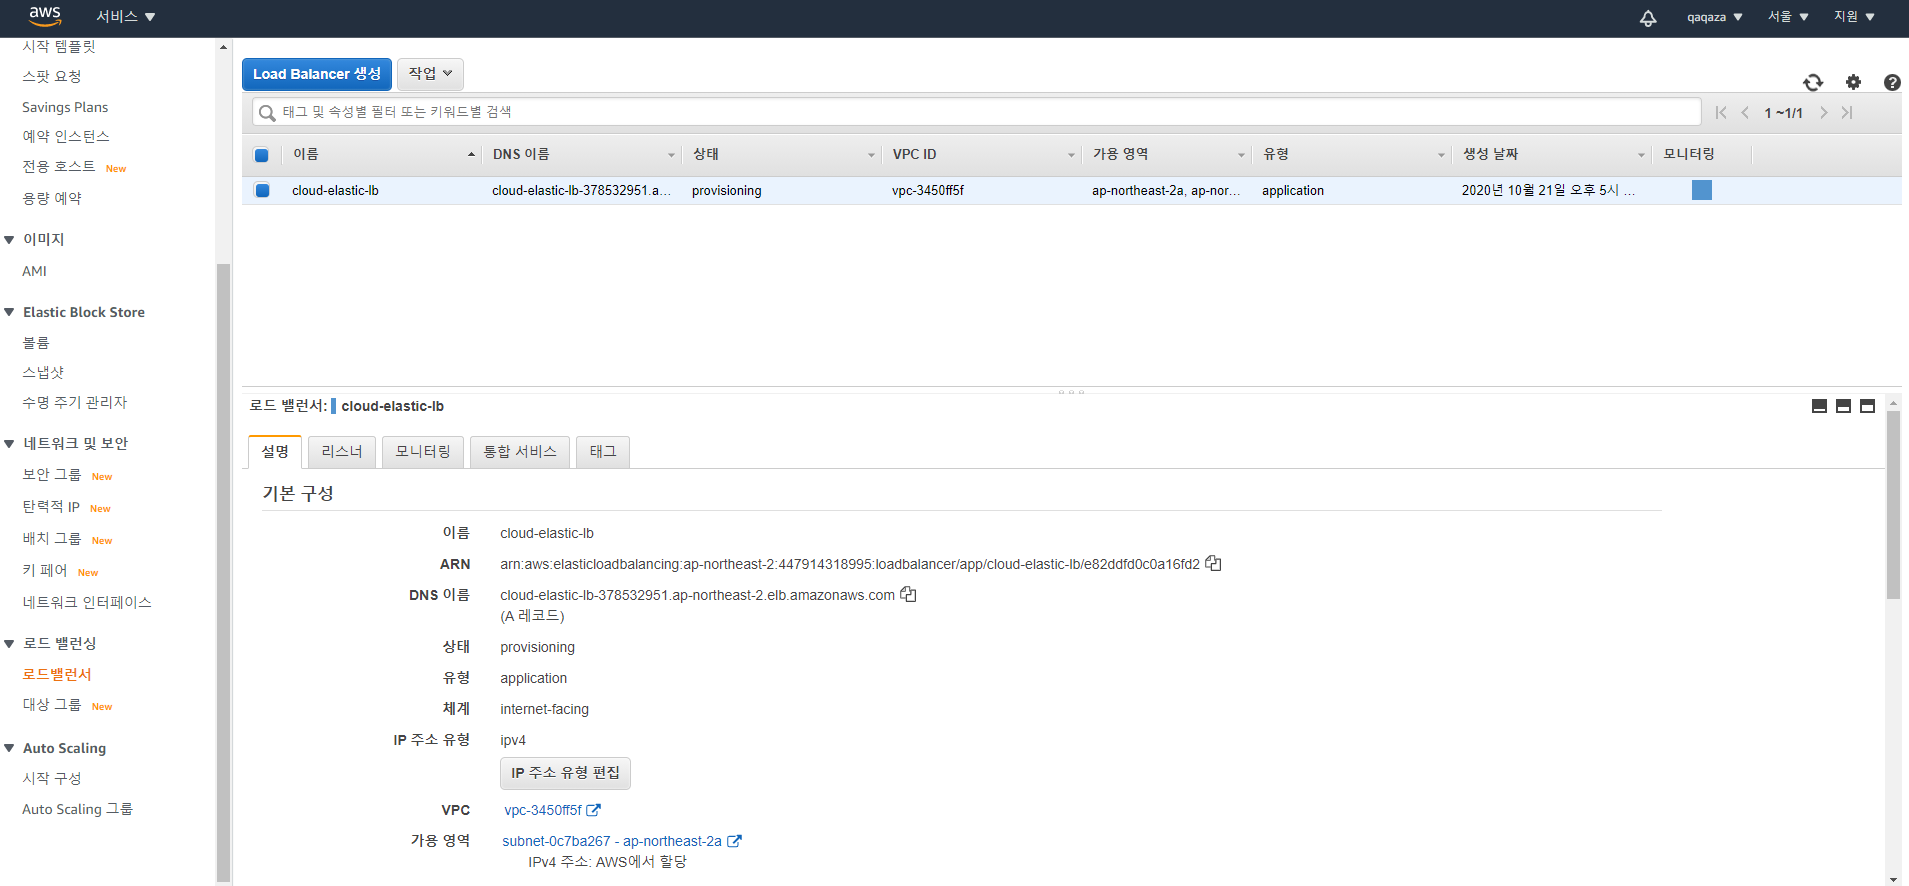 aws 서비스 qaqaza 서울 지원
시작 템플릿
스팟 요청
Savings Plans
예약 인스턴스
전용 호스트 New
용량 예약
이미지
AMI
Elastic Block Store
볼륨
스냅샷
수명 주기 관리자
네트워크 및 보안
보안 그룹 New
탄력적 IP New
배치 그룹 New
키 페어 New
네트워크 인터페이스
로드 밸런싱
로드밸런서
대상 그룹 New
Auto Scaling
시작 구성
Auto Scaling 그룹
Load Balancer 생성 작업
태그 및 속성별 필터 또는 키워드별 검색 1 ~1/1
이름 DNS 이름 상태 VPC ID 가용 영역 유형 생성 날짜 모니터링
cloud-elastic-lb cloud-elastic-lb-378532951.a... provisioning vpc-3450ff5f ap-northeast-2a, ap-nor... application 2020년 10월 21일 오후 5시 ...
로드 밸런서: cloud-elastic-lb
설명 리스너 모니터링 통합 서비스 태그
기본 구성
이름 cloud-elastic-lb
ARN arn:aws:elasticloadbalancing:ap-northeast-2:447914318995:loadbalancer/app/cloud-elastic-lb/e82ddfd0c0a16fd2
DNS 이름 cloud-elastic-lb-378532951.ap-northeast-2.elb.amazonaws.com
(A 레코드)
상태 provisioning
유형 application
체계 internet-facing
IP 주소 유형 ipv4
IP 주소 유형 편집
VPC vpc-3450ff5f
가용 영역 subnet-0c7ba267 - ap-northeast-2a
IPv4 주소: AWS에서 할당